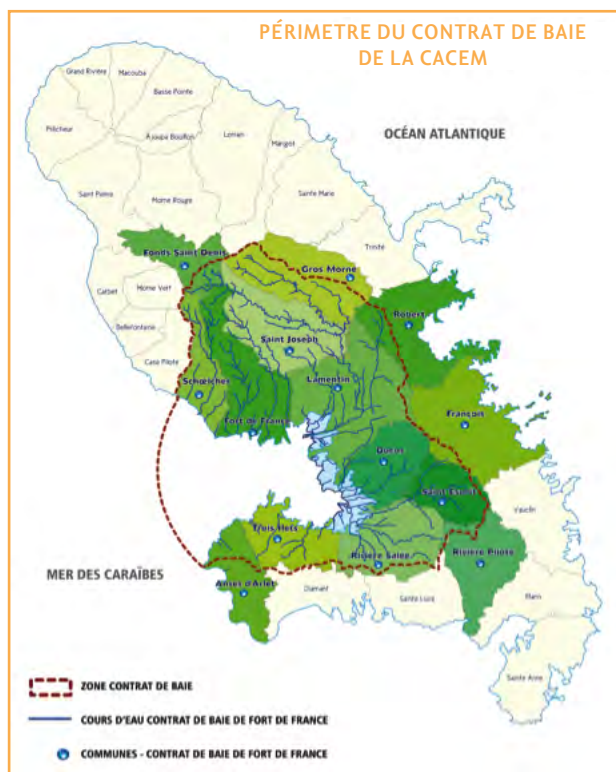 PÉRIMETRE DU CONTRAT DE BAIE
DE LA CACEM
Grand Rivière
Macouba
Basse Pointe
OCÉAN ATLANTIQUE
Prêcheur
Ajoupa Bouillon
Lorrain
Marigot
Saint Pierre
Morne Rouge
Sainte Marie
Trinité
Fonds Saint Denis
Gros Morne
Carbet
Morne Vert
Robert
Bellefontaine
Saint Joseph
Case Pilote
Lamentin
Schœlcher
François
Fort de France
Ducos
Saint Esprit
Vauclin
Trois Ilets
Rivière Salée
Rivière Pilote
MER DES CARAÏBES
Anses d'Arlet
Diamant
Sainte Luce
Marin
Sainte Anne
ZONE CONTRAT DE BAIE
COURS D'EAU CONTRAT DE BAIE DE FORT DE FRANCE
COMMUNES - CONTRAT DE BAIE DE FORT DE FRANCE